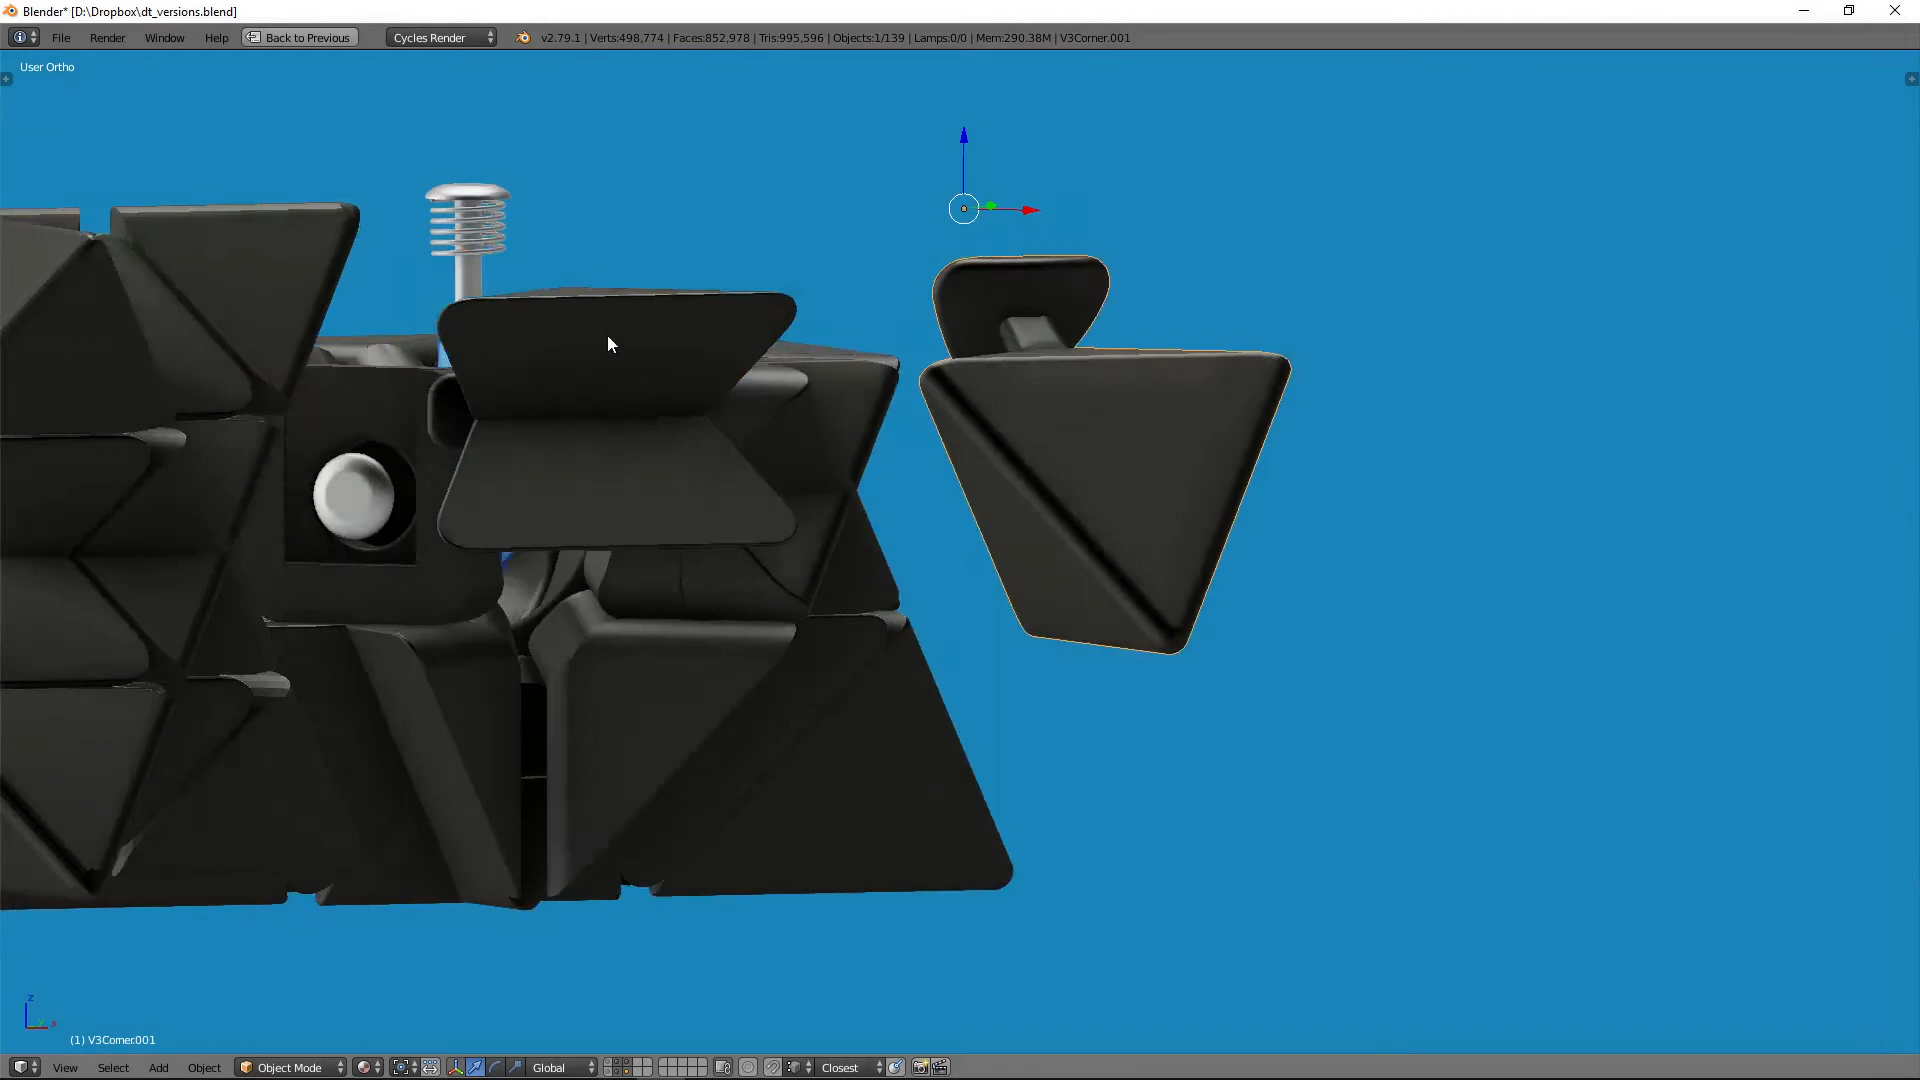 Blender* [D:\Dropbox\dt_versions.blend]
File Render Window Help Back to Previous Cycles Render v2.79.1 | Verts:498,774 | Faces:852,978 | Tris:995,596 | Objects:1/139 | Lamps:0/0 | Mem:290.38M | V3Corner.001
User Ortho
z
x
(1) V3Corner.001
View Select Add Object Object Mode Global Closest